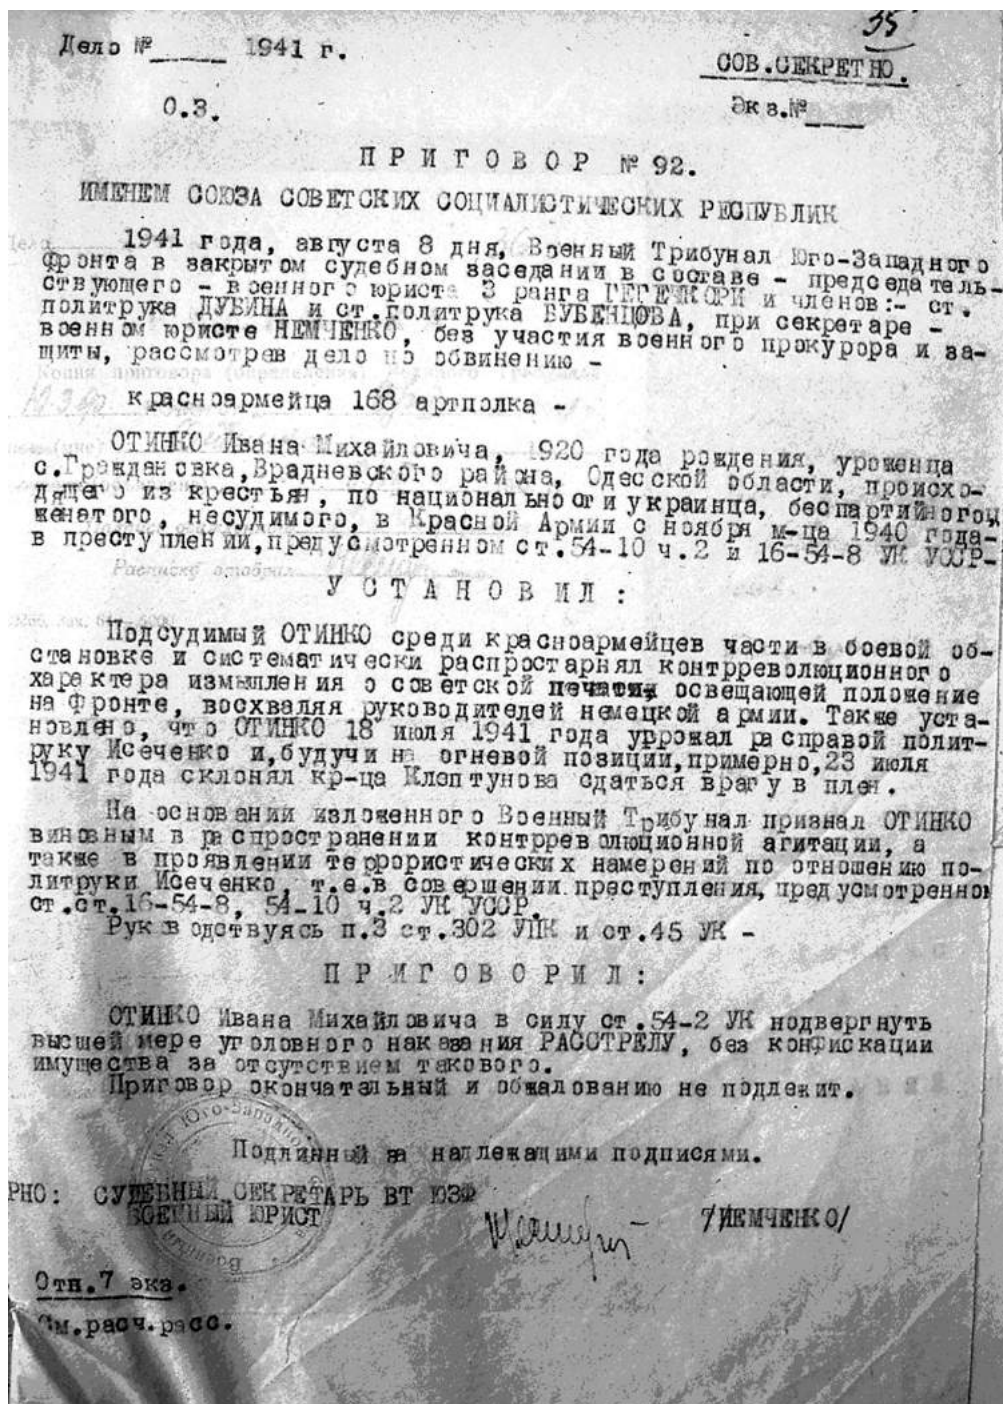 35
Дело №_____ 1941 г.
СОВ.СЕКРЕТНО.
О.З.
Экз.№____
ПРИГОВОР № 92.
ИМЕНЕМ СОЮЗА СОВЕТСКИХ СОЦИАЛИСТИЧЕСКИХ РЕСПУБЛИК
1941 года, августа 8 дня, Военный Трибунал Юго-Западного
фронта в закрытом судебном заседании в составе - председатель-
ствующего - военного юриста 3 ранга ГЕГЕЧКОРИ и членов:- ст.
политрука ДУБИНА и ст.политрука БУБЕНЦОВА, при секретаре -
военном юристе НЕМЧЕНКО, без участия военного прокурора и за-
щиты, рассмотрев дело по обвинению -
красноармейца 168 артполка -
ОТИНКО Ивана Михайловича, 1920 года рождения, уроженца
с.Граждановка,Врадневского района, Одесской области, происхо-
дящего из крестьян, по национальности украинца, беспартийного,
женатого, несудимого, в Красной Армии с ноября м-ца 1940 года-
в преступлении,предусмотренном ст.54-10 ч.2 и 16-54-8 УК УССР-
УСТАНОВИЛ:
Подсудимый ОТИНКО среди красноармейцев части в боевой об-
становке и систематически распростарнял контрреволюционного
характера измышления о советской печати освещающей положение
на Фронте, восхваляя руководителей немецкой армии. Также уста-
новлено, что ОТИНКО 18 июля 1941 года уррожал расправой полит-
руку Исеченко и,будучи на огневой позиции,примерно,23 июля
1941 года склонял кр-ца Клептунова сдаться врагу в плен.
На основании изложенного Военный Трибунал признал ОТИНКО
виновным в распространении контрреволюционной агитации, а
также в проявлении террористических намерений по отношению по-
литруки Исеченко, т.е.в совершении преступления, предусмотренно
ст.ст.16-54-8, 54-10 ч.2 УК УССР.
Руководствуясь п.3 ст.302 УПК и ст.45 УК -
ПРИГОВОРИЛ:
ОТИНКО Ивана Михайловича в силу ст.54-2 УК подвергнуть
высшей мере уголовного наказания РАССТРЕЛУ, без конфискации
имущества за отсутствием такового.
Приговор окончательный и обжалованию не подлежит.
Подлинный за надлежащими подписями.
РНО: СУДЕБНЫЙ СЕКРЕТАРЬ ВТ ЮЗФ
ВОЕННЫЙ ЮРИСТ /НЕМЧЕНКО/
Отп.7 экз.
См.расч.расс.